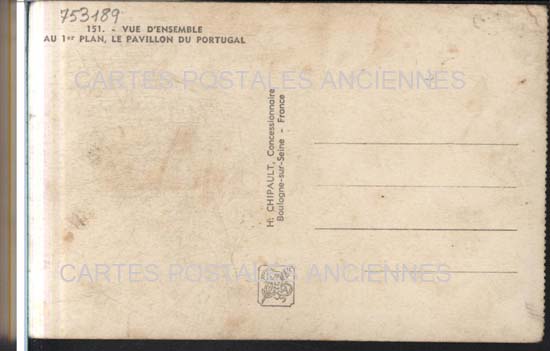 753189
151. - VUE D'ENSEMBLE
AU 1er PLAN, LE PAVILLON DU PORTUGAL
CARTES POSTALES ANCIENNES
H. CHIPAULT, Concessionnaire
Boulogne-sur-Seine - France
CARTES POSTALES ANCIENNES